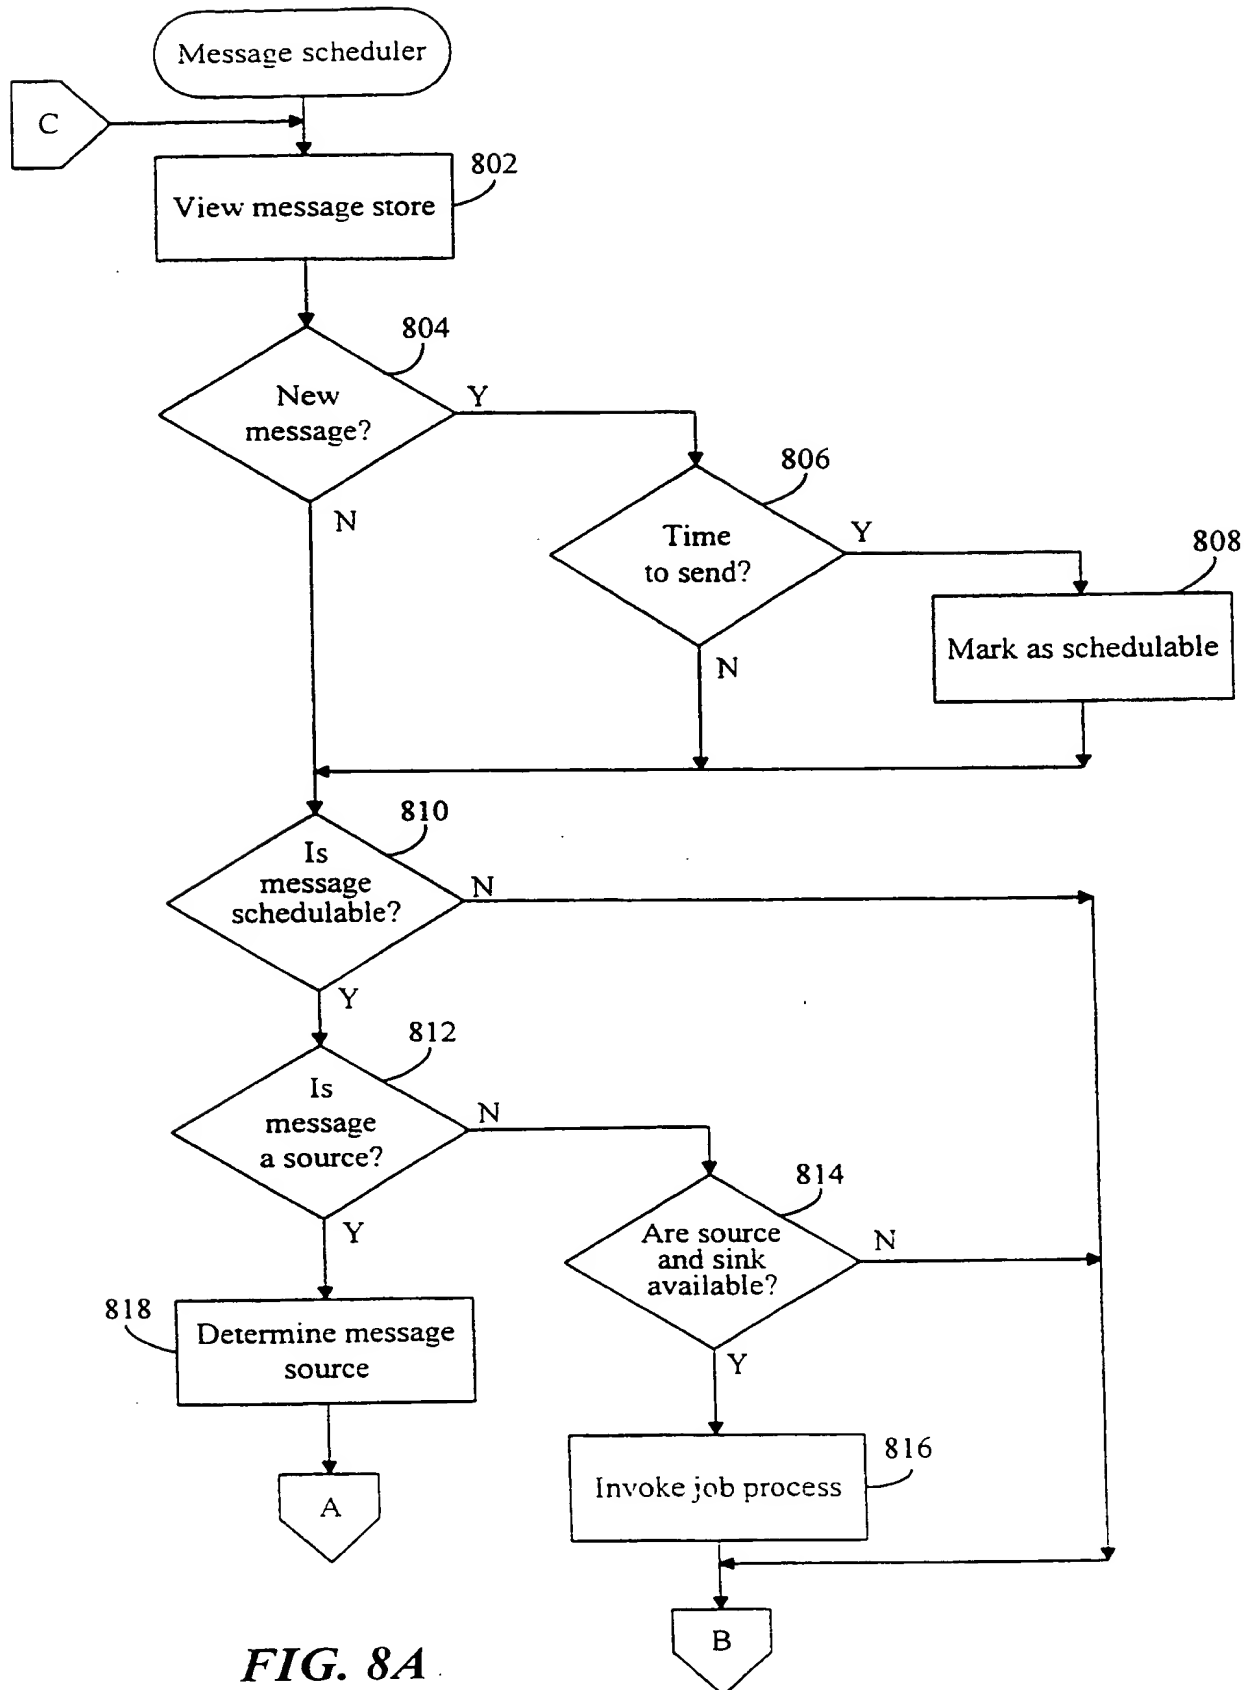 Message scheduler
C
802
View message store
804
New
message?
Y
N
806
Time
to send?
Y
N
808
Mark as schedulable
810
Is
message
schedulable?
N
Y
812
Is
message
a source?
N
Y
814
Are source
and sink
available?
N
Y
818
Determine message
source
816
Invoke job process
A
B
FIG. 8A